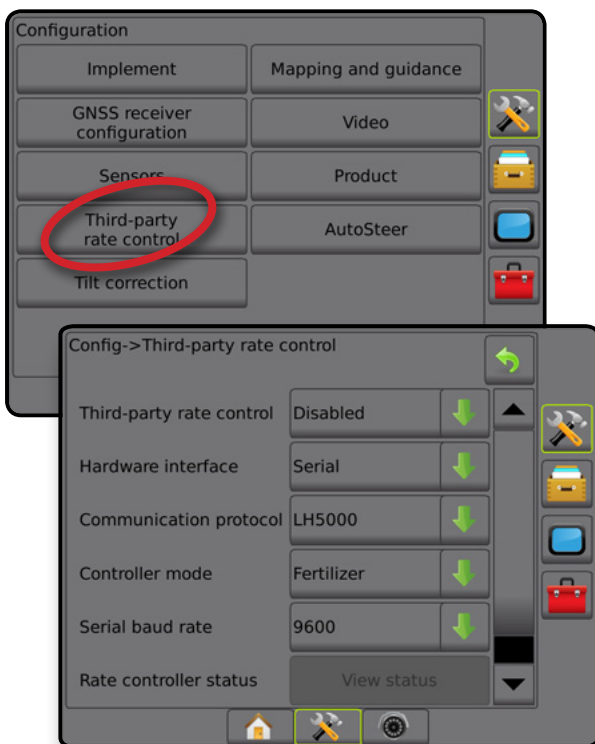 Configuration
Implement
Mapping and guidance
GNSS receiver
configuration
Video
Sensors
Product
Third-party
rate control
AutoSteer
Tilt correction
Config->Third-party rate control
Third-party rate control
Disabled
Hardware interface
Serial
Communication protocol
LH5000
Controller mode
Fertilizer
Serial baud rate
9600
Rate controller status
View status